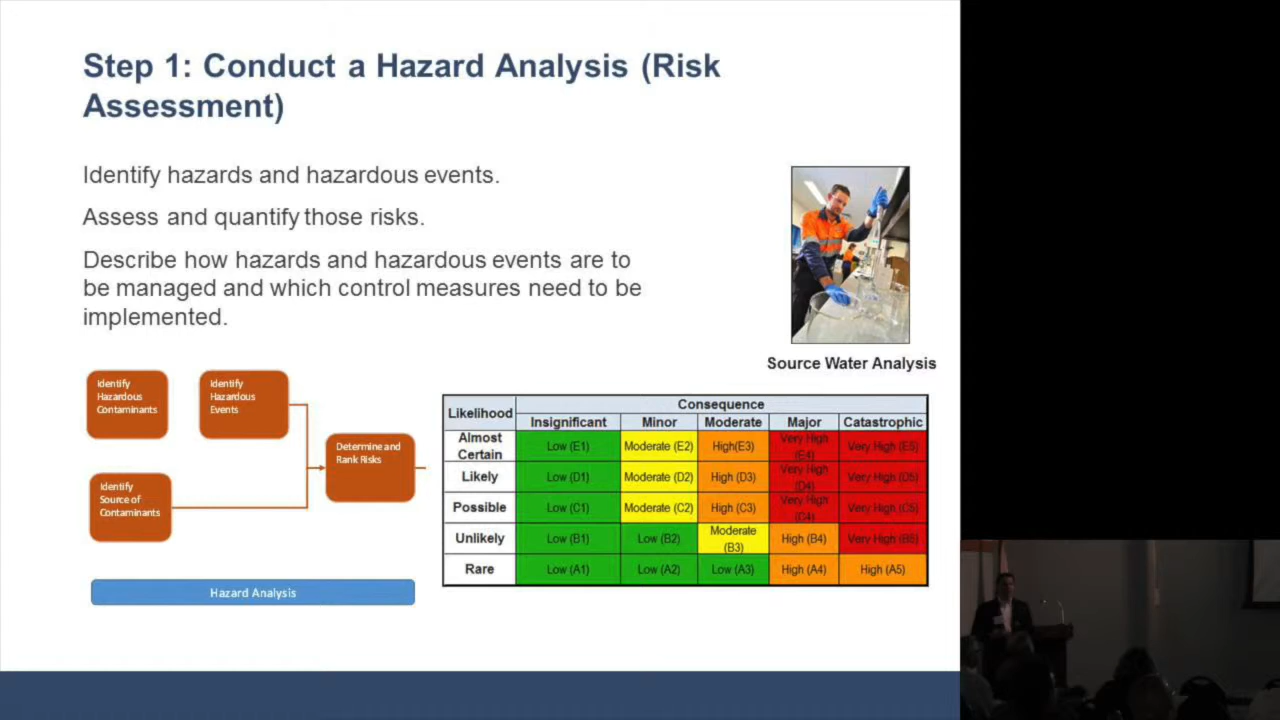 Step 1: Conduct a Hazard Analysis (Risk
Assessment)
Identify hazards and hazardous events.
Assess and quantify those risks.
Describe how hazards and hazardous events are to
be managed and which control measures need to be
implemented.
Source Water Analysis
Identify
Hazardous
Contaminants
Identify
Hazardous
Events
Determine and
Rank Risks
Identify
Source of
Contaminants
Hazard Analysis
Likelihood
Consequence
Insignificant Minor Moderate Major Catastrophic
Almost
Certain
Low (E1) Moderate (E2) High(E3) Very High
(E4)
Very High (E5)
Likely Low (D1) Moderate (D2) High (D3) Very High
(D4)
Very High (D5)
Possible Low (C1) Moderate (C2) High (C3) Very High
(C4)
Very High (C5)
Unlikely Low (B1) Low (B2) Moderate
(B3)
High (B4) Very High (B5)
Rare Low (A1) Low (A2) Low (A3) High (A4) High (A5)